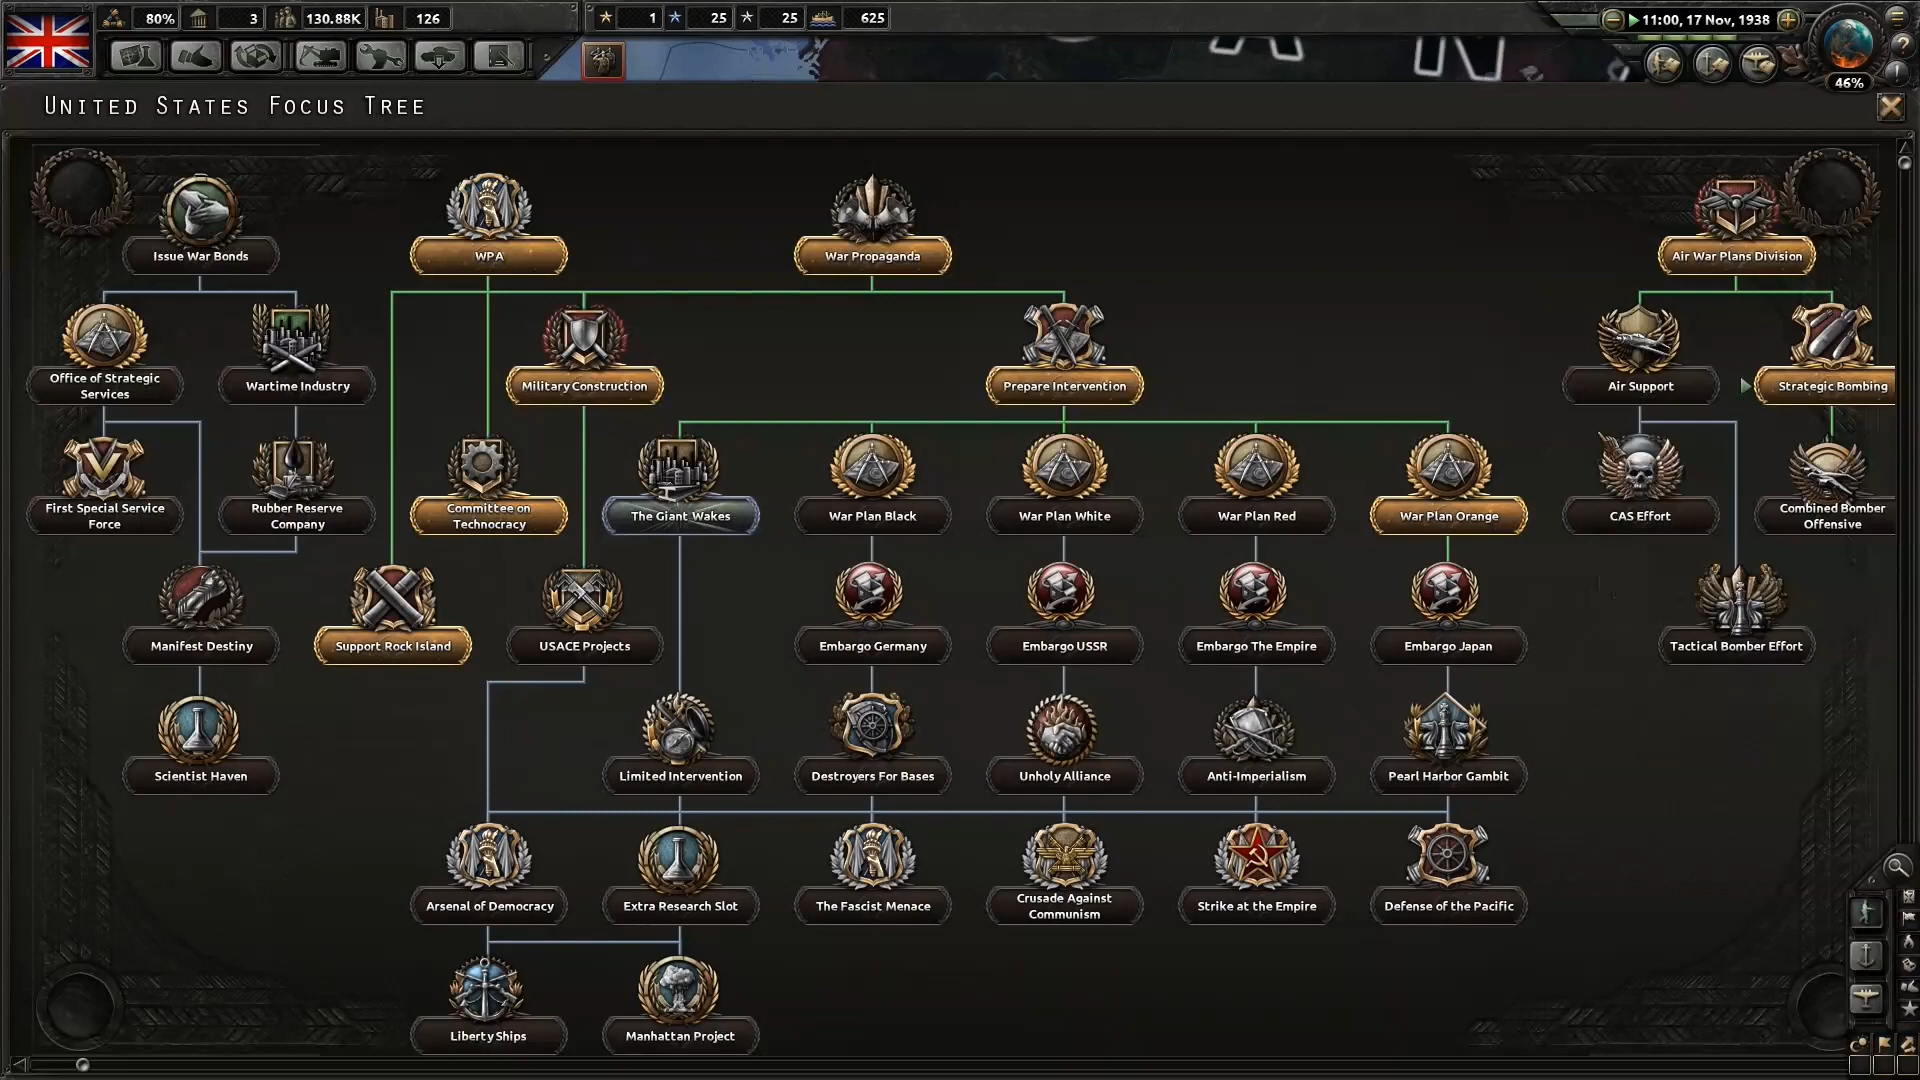 80%
3
130.88K
126
1
25
25
625
11:00, 17 Nov, 1938
46%
A N
United States Focus Tree
Issue War Bonds
WPA
War Propaganda
Air War Plans Division
Office of Strategic
Services
Wartime Industry
Military Construction
Prepare Intervention
Air Support
Strategic Bombing
First Special Service
Force
Rubber Reserve
Company
Committee on
Technocracy
The Giant Wakes
War Plan Black
War Plan White
War Plan Red
War Plan Orange
CAS Effort
Combined Bomber
Offensive
Manifest Destiny
Support Rock Island
USACE Projects
Embargo Germany
Embargo USSR
Embargo The Empire
Embargo Japan
Tactical Bomber Effort
Scientist Haven
Limited Intervention
Destroyers For Bases
Unholy Alliance
Anti-Imperialism
Pearl Harbor Gambit
Arsenal of Democracy
Extra Research Slot
The Fascist Menace
Crusade Against
Communism
Strike at the Empire
Defense of the Pacific
Liberty Ships
Manhattan Project